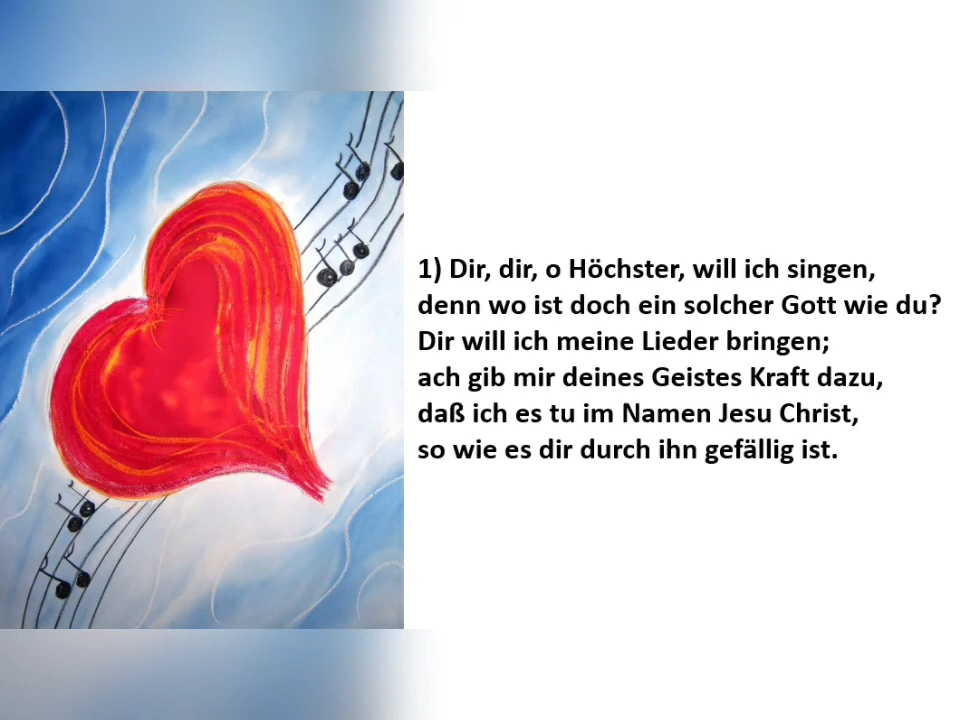 1) Dir, dir, o Höchster, will ich singen,
denn wo ist doch ein solcher Gott wie du?
Dir will ich meine Lieder bringen;
ach gib mir deines Geistes Kraft dazu,
daß ich es tu im Namen Jesu Christ,
so wie es dir durch ihn gefällig ist.